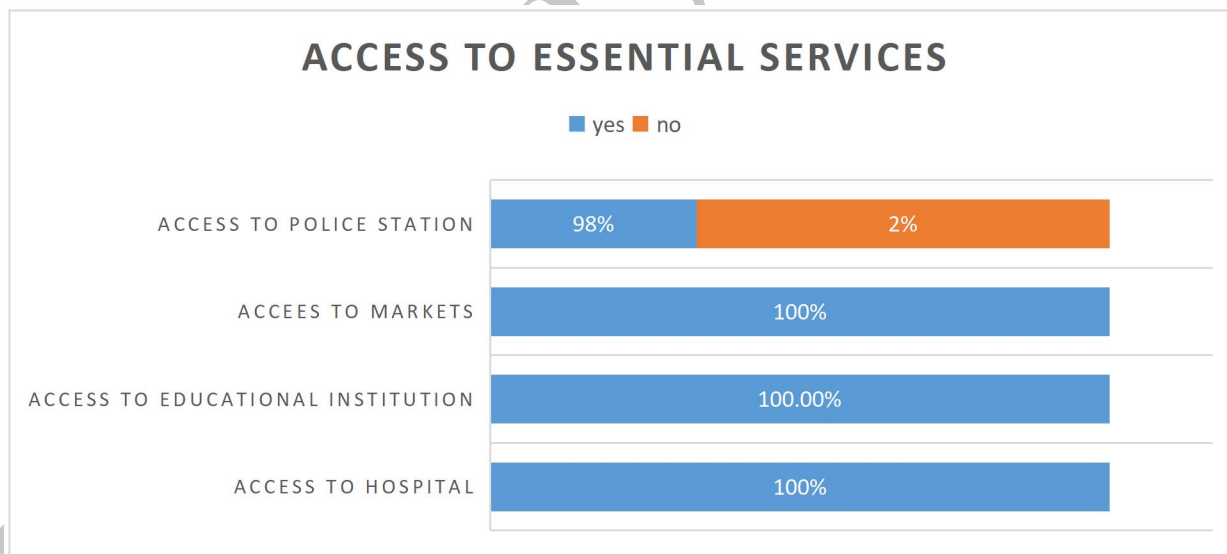 ACCESS TO ESSENTIAL SERVICES
yes no
ACCESS TO POLICE STATION 98% 2%
ACCEES TO MARKETS 100%
ACCESS TO EDUCATIONAL INSTITUTION 100.00%
ACCESS TO HOSPITAL 100%